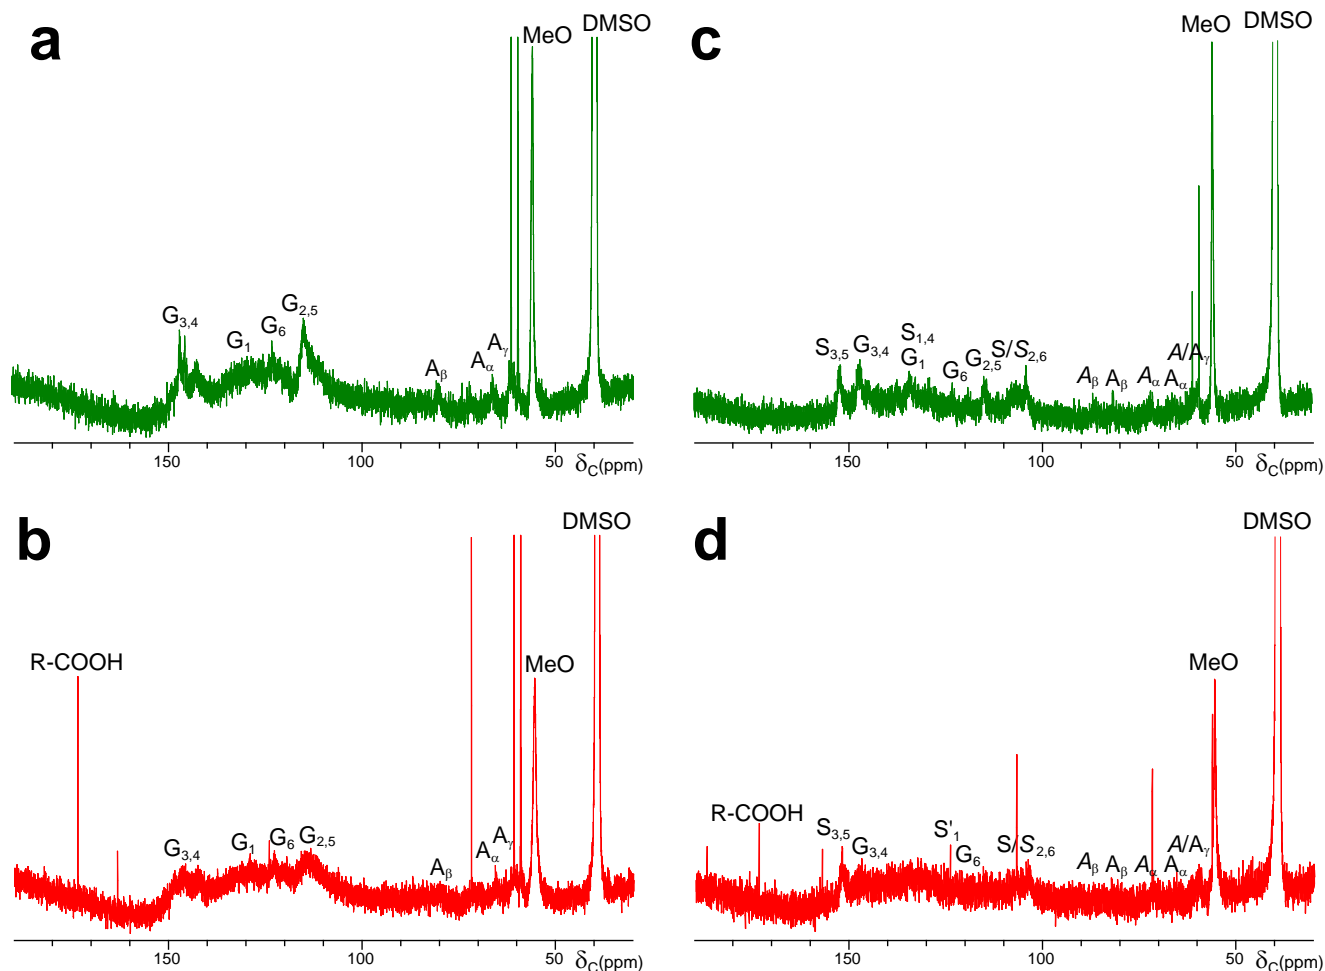 a
MeO
DMSO
G3,4
G1
G6
G2,5
Aβ
Aα
Aγ
150
100
50
δC(ppm)
c
MeO
DMSO
S3,5
G3,4
S1,4
G1
G6
G2,5
S/S2,6
Aβ
Aβ
Aα
Aα
A/Aγ
150
100
50
δC(ppm)
b
DMSO
R-COOH
MeO
G3,4
G1
G6
G2,5
Aβ
Aα
Aγ
150
100
50
δC(ppm)
d
DMSO
MeO
R-COOH
S3,5
G3,4
S'1
G6
S/S2,6
Aβ
Aβ
Aα
Aα
A/Aγ
150
100
50
δC(ppm)